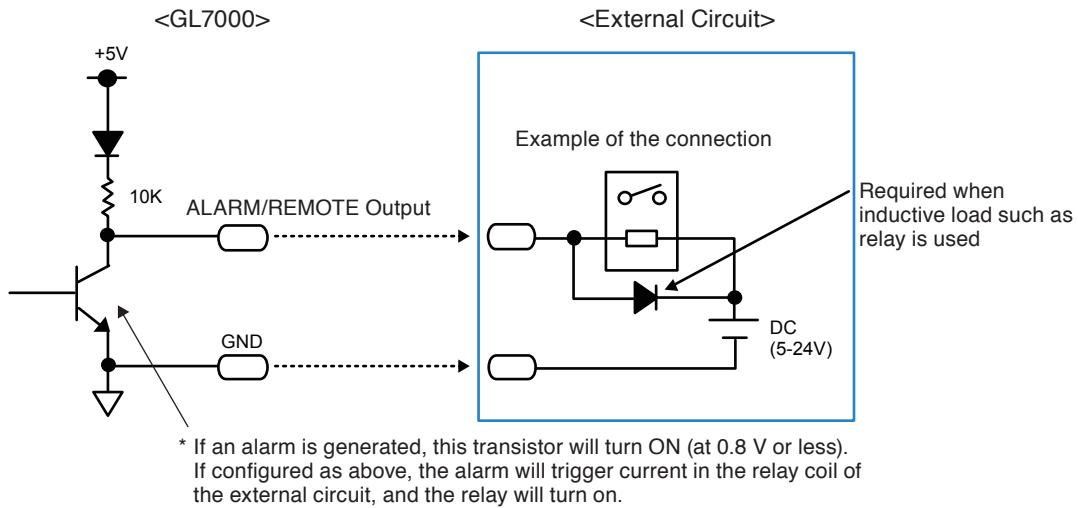 <GL7000>
<External Circuit>
+5V
Example of the connection
10K
ALARM/REMOTE Output
Required when
inductive load such as
relay is used
GND
DC
(5-24V)
* If an alarm is generated, this transistor will turn ON (at 0.8 V or less).
If configured as above, the alarm will trigger current in the relay coil of
the external circuit, and the relay will turn on.